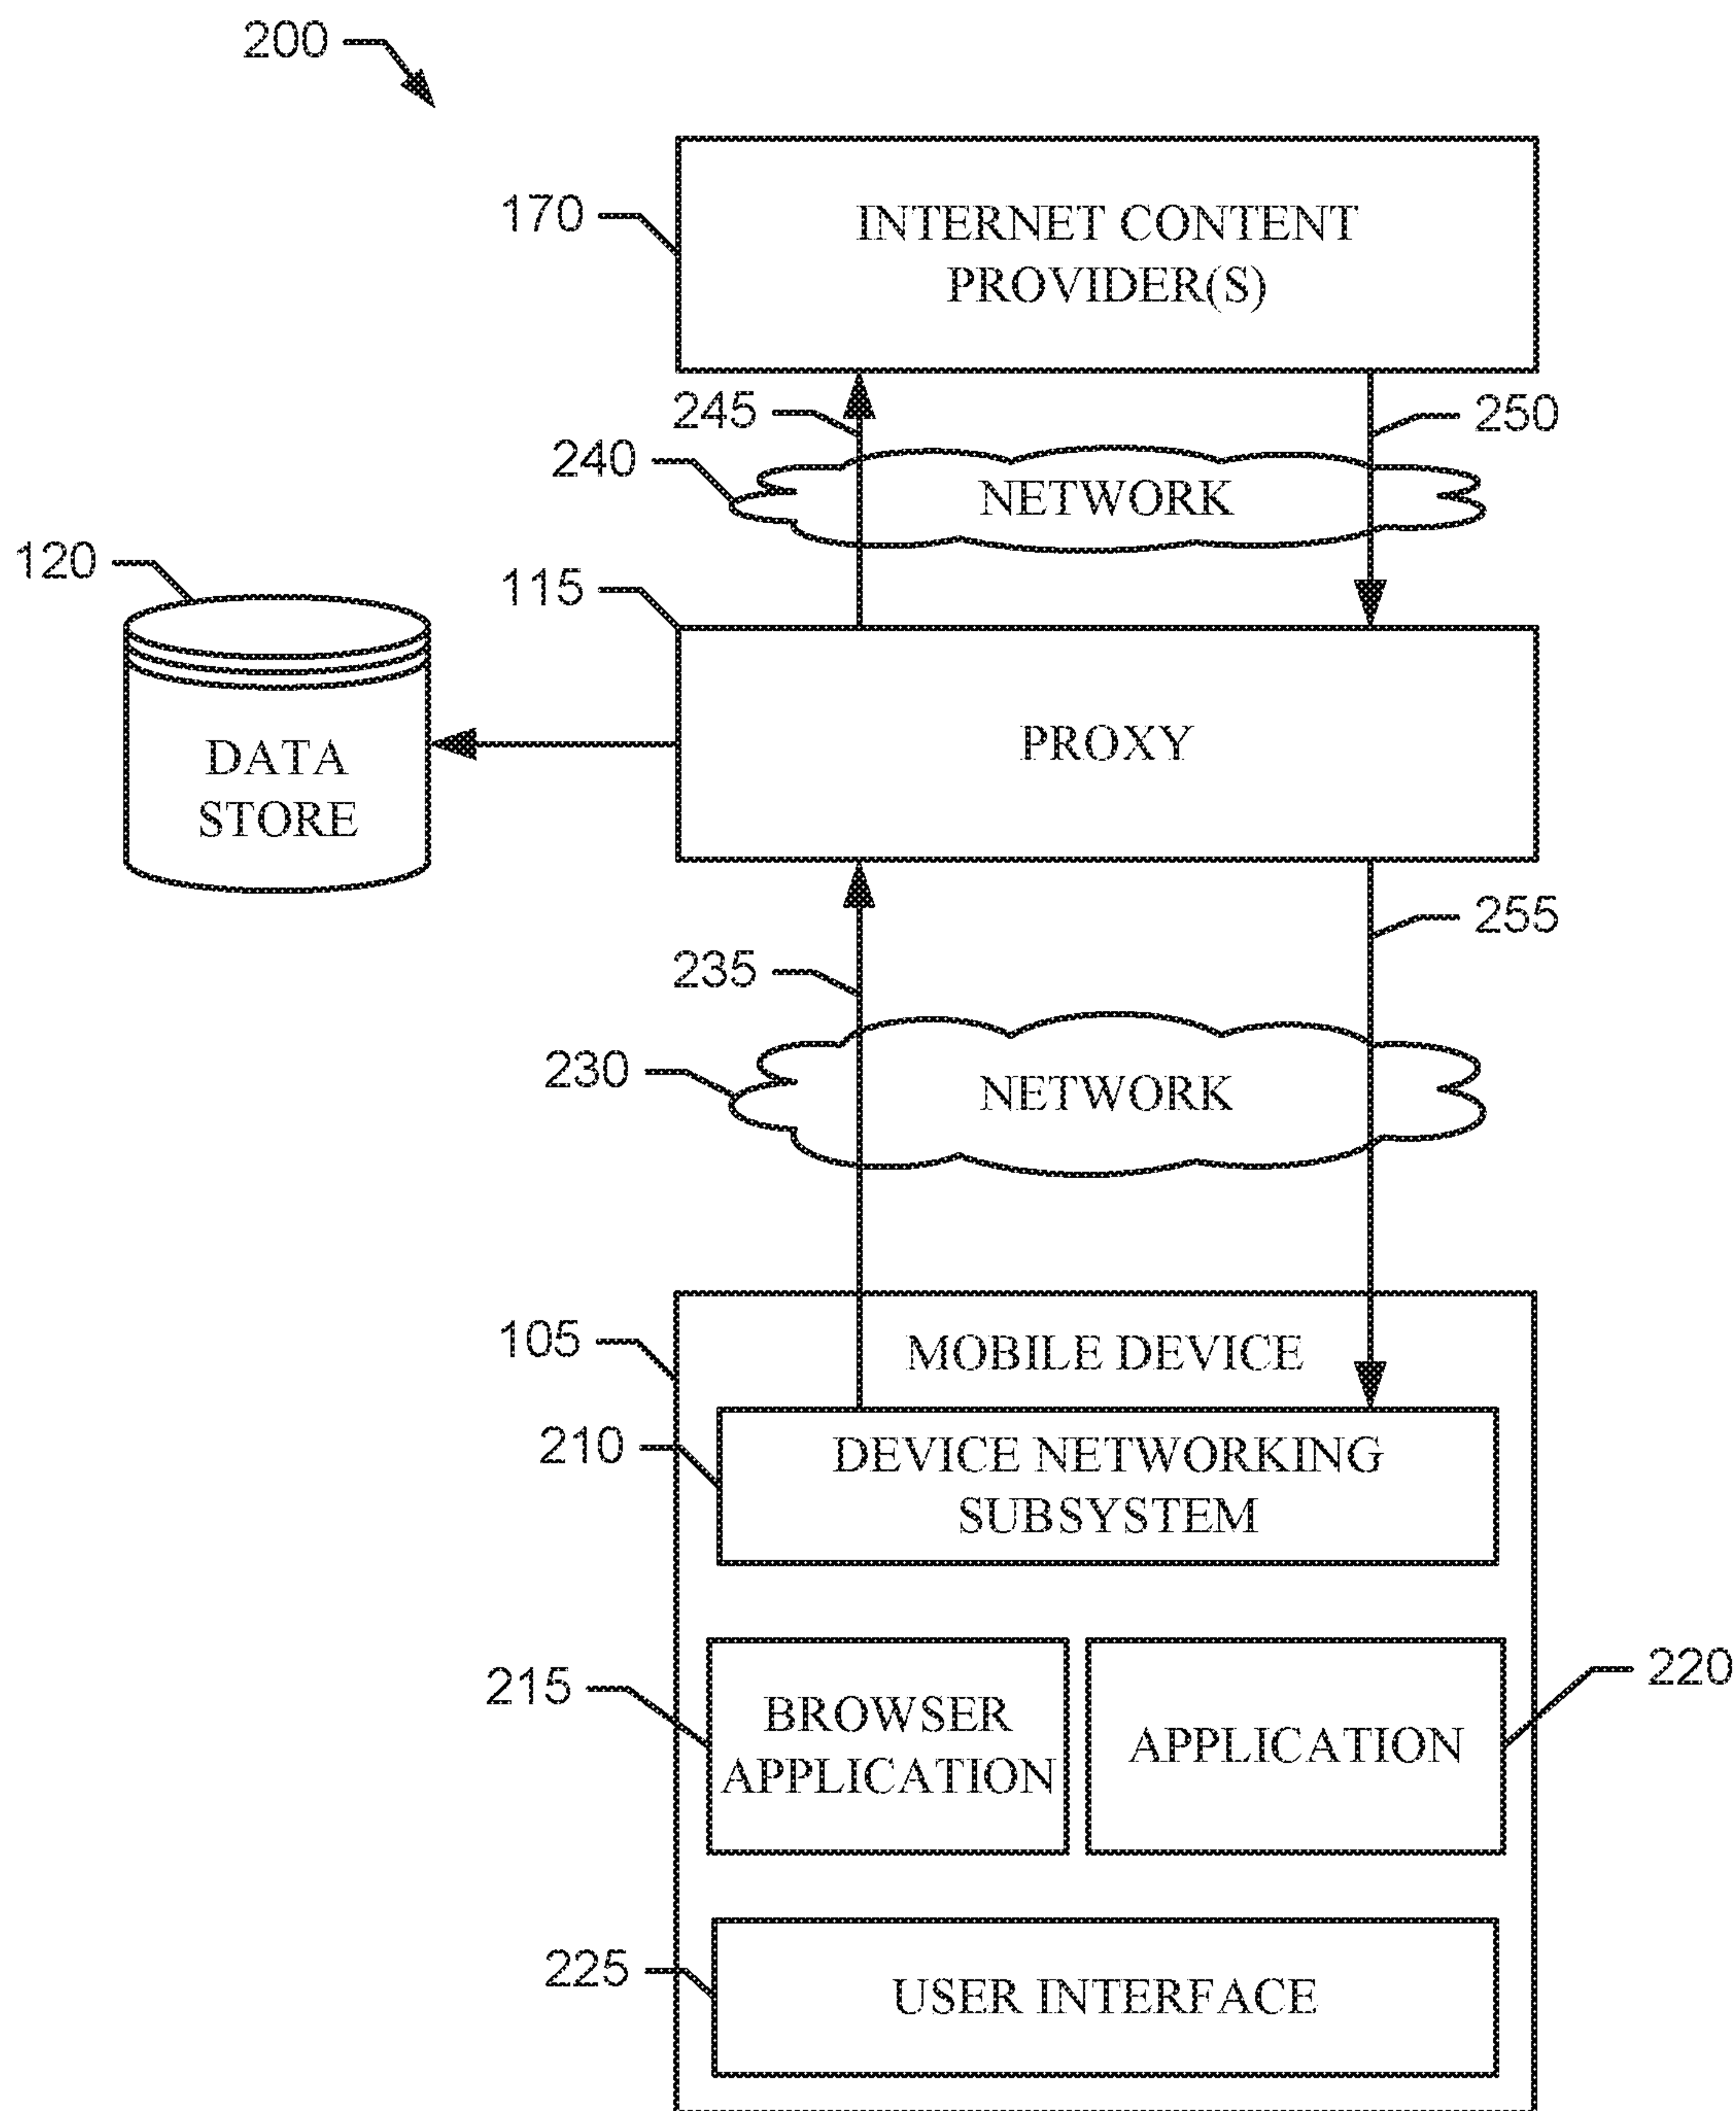 200
170
INTERNET CONTENT
PROVIDER(S)
245
250
240
NETWORK
120
115
DATA
STORE
PROXY
255
235
230
NETWORK
105
MOBILE DEVICE
210
DEVICE NETWORKING
SUBSYSTEM
215
BROWSER
APPLICATION
APPLICATION
220
225
USER INTERFACE